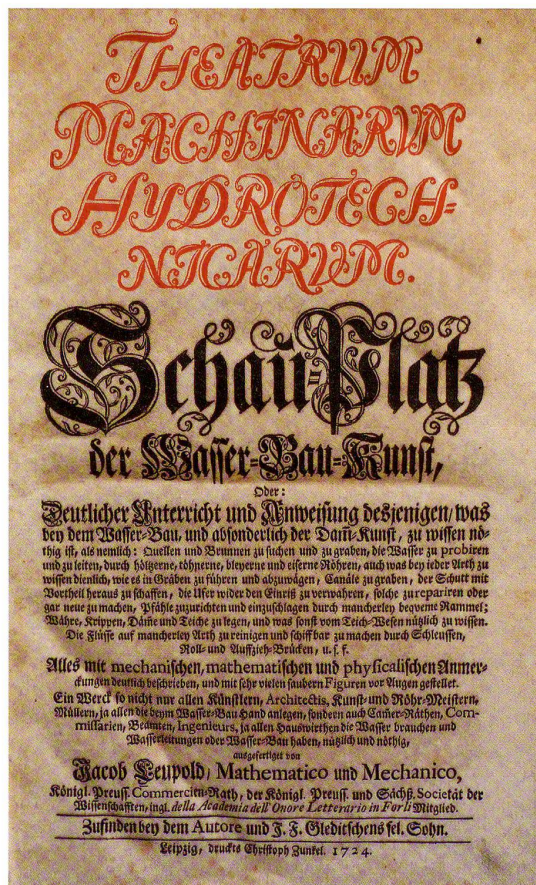 THEATRUM
MACHINARUM
HYDROTECH=
NICARUM.
SchauPlatz
der Wasser=Bau=Kunst,
Oder:
Deutlicher Unterricht und Anweisung desjenigen, was
bey dem Wasser=Bau, und absonderlich der Dam̃=Kunst, zu wissen nö=
thig ist, als nemlich: Quellen und Brunnen zu suchen und zu graben, die Wasser zu probiren
und zu leiten, durch höltzerne, thönerne, bleyerne und eiserne Röhren, auch was bey ieder Arth zu
wissen dienlich, wie es in Gräben zu führen und abzuwägen, Canäle zu graben, der Schutt mit
Vortheil heraus zu schaffen, die Ufer wider den Einriß zu verwahren, solche zu repariren oder
gar neue zu machen, Pfähle zuzurichten und einzuschlagen durch mancherley bequeme Rammel;
Währe, Krippen, Däm̃e und Teiche zu legen, und was sonst vom Teich=Wesen nützlich zu wissen.
Die Flüsse auf mancherley Arth zu reinigen und schiffbar zu machen durch Schleussen,
Roll= und Auffzieh=Brücken, u. s. f.
Alles mit mechanischen, mathematischen und physicalischen Anmer=
ckungen deutlich beschrieben, und mit sehr vielen saubern Figuren vor Augen gestellet.
Ein Werck so nicht nur allen Künstlern, Architectis, Kunst= und Röhr=Meistern,
Müllern, ja allen die beym Wasser=Bau Hand anlegen, sondern auch Cam̃er=Räthen, Com-
missarien, Beamten, Ingenieurs, ja allen Hauswirthen die Wasser brauchen und
Wasserleitungen oder Wasser=Bau haben, nützlich und nöthig,
ausgefertiget von
Jacob Leupold, Mathematico und Mechanico,
Königl. Preuss. Commercien=Rath, der Königl. Preuss. und Sächß. Societät der
Wissenschafften, ingl. della Academia dell' Onore Letterario in Forli Mitglied.
Zufinden bey dem Autore und J. F. Gleditschens sel. Sohn.
Leipzig, druckts Christoph Zunkel. 1724.